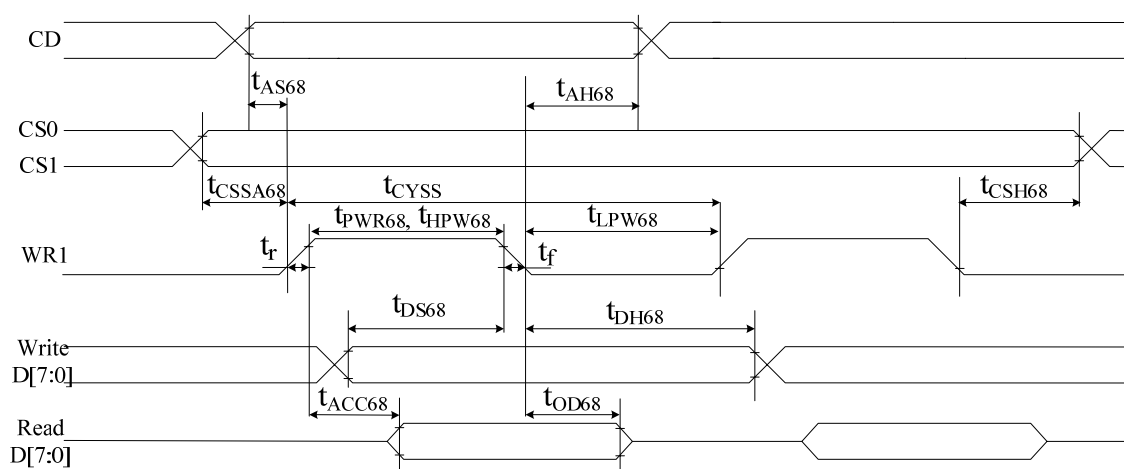 CD
tAS68
tAH68
CS0
CS1
tCSSA68
tCYSS
tCSH68
tPWR68, tHPW68
tLPW68
WR1
tr
tf
tDS68
tDH68
Write
D[7:0]
tACC68
tOD68
Read
D[7:0]